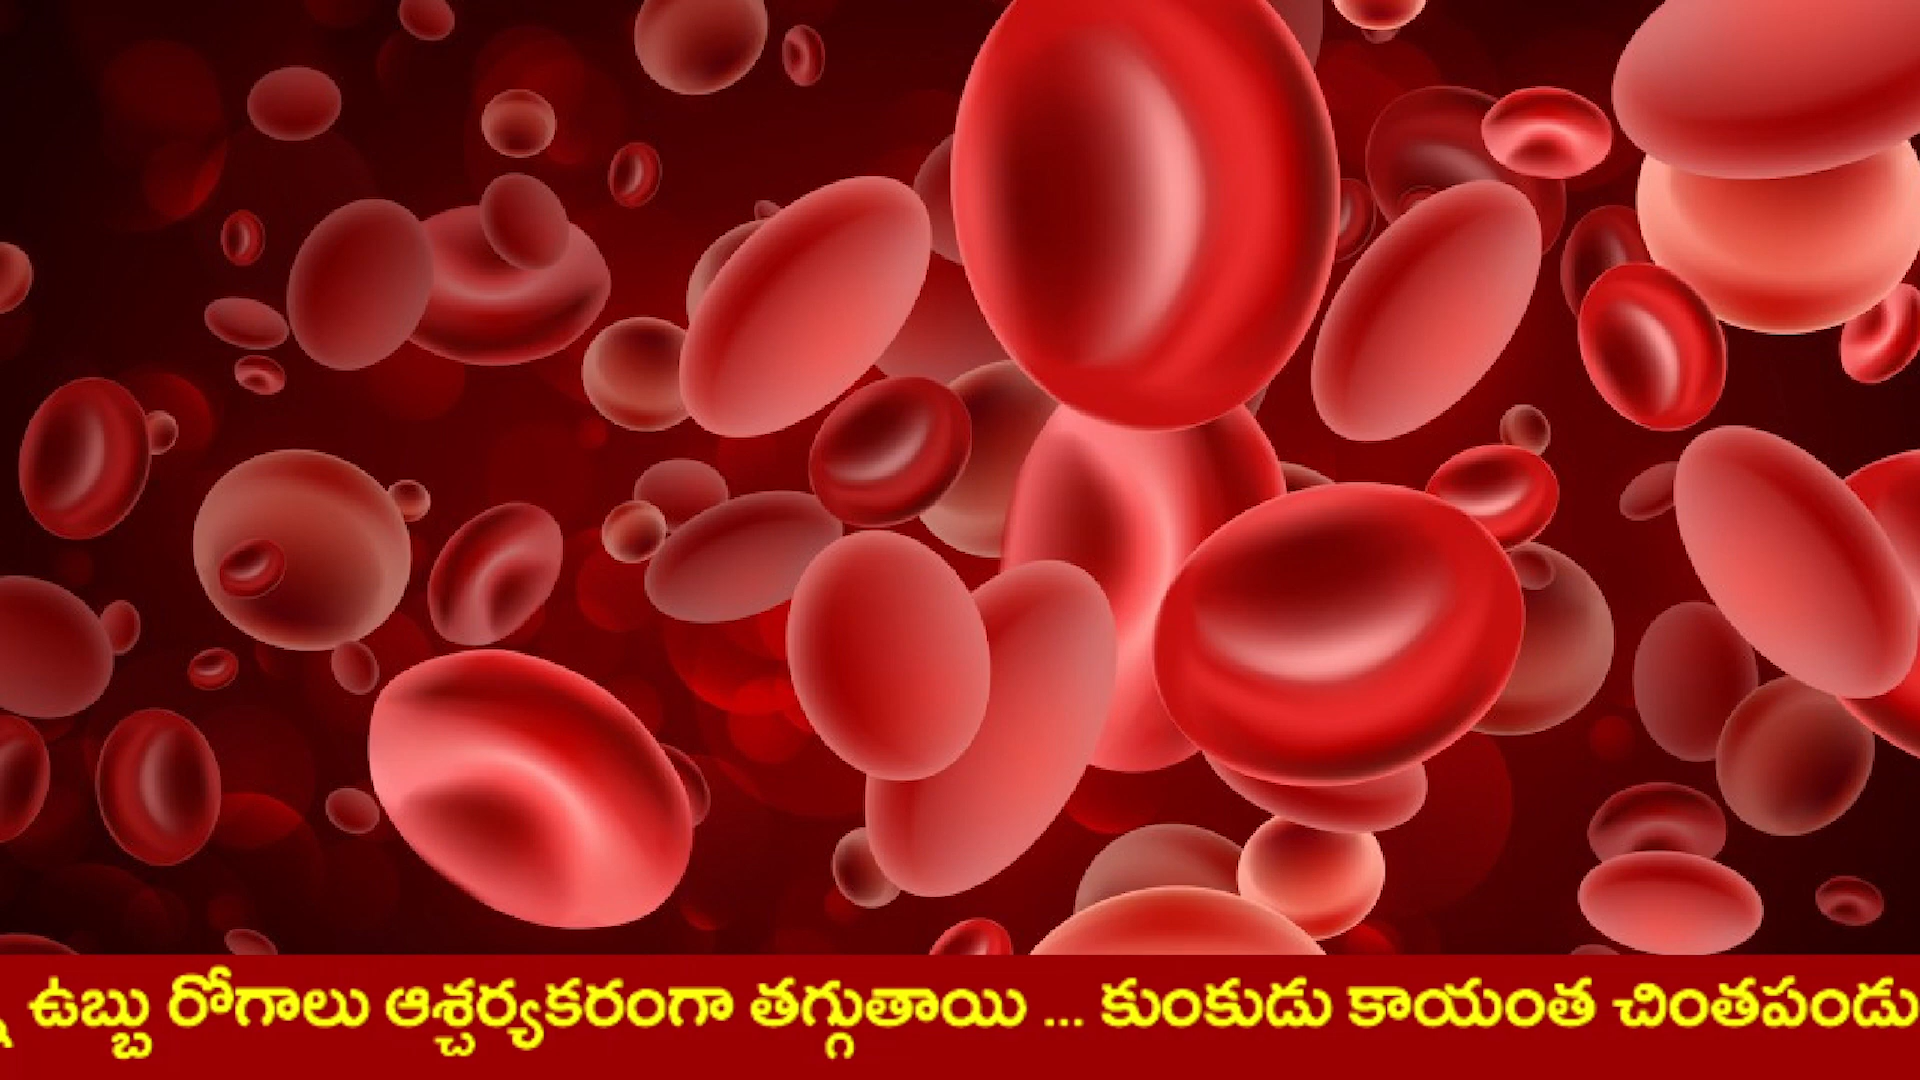 ఉబ్బు రోగాలు ఆశ్చర్యకరంగా తగ్గుతాయి ... కుంకుడు కాయంత చింతపండు